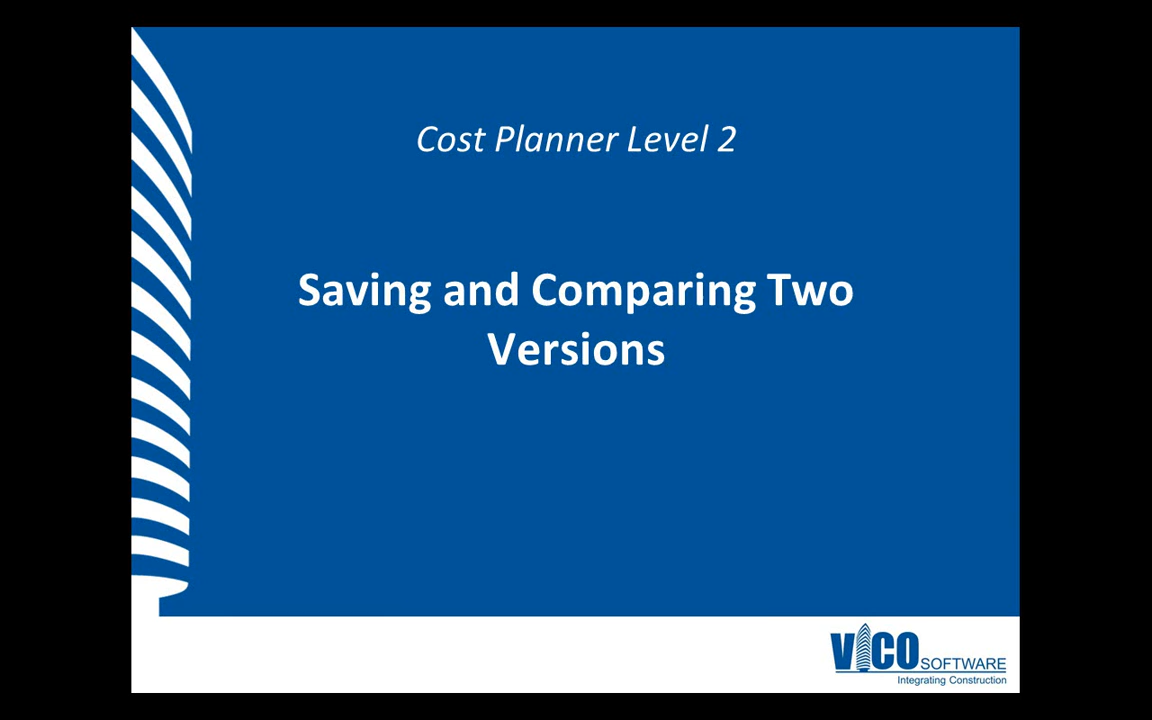 Cost Planner Level 2
Saving and Comparing Two
Versions
VICO SOFTWARE
Integrating Construction